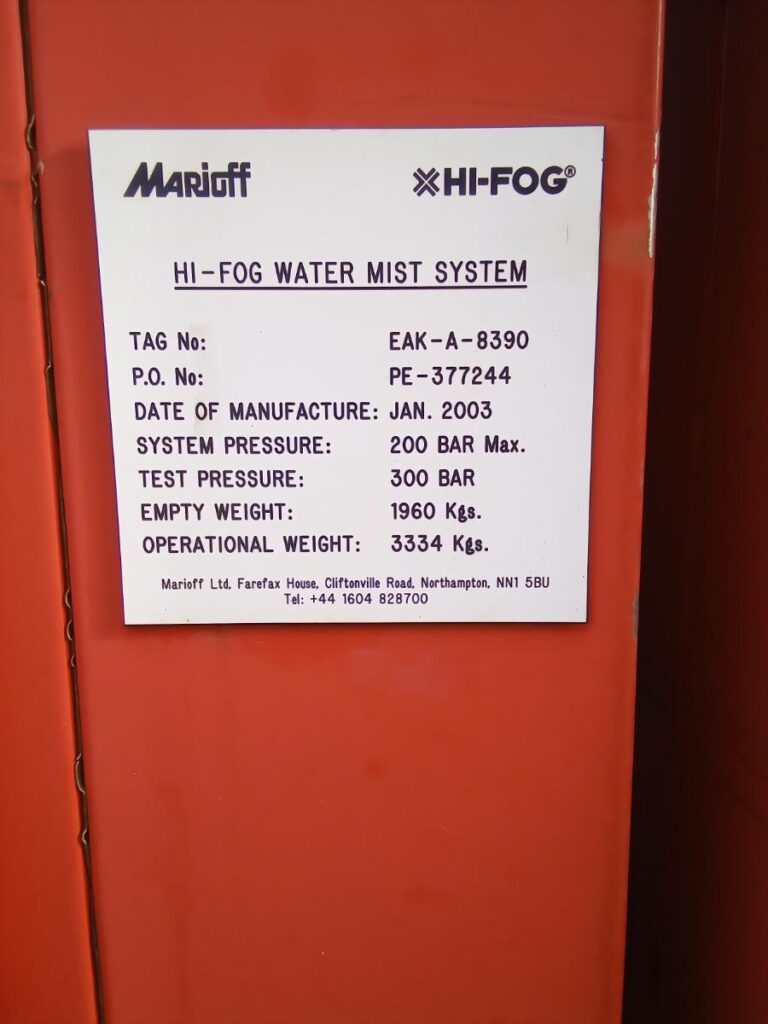 MARIOFF HI-FOG®
HI-FOG WATER MIST SYSTEM
TAG No: EAK-A-8390
P.O. No: PE-377244
DATE OF MANUFACTURE: JAN. 2003
SYSTEM PRESSURE: 200 BAR Max.
TEST PRESSURE: 300 BAR
EMPTY WEIGHT: 1960 Kgs.
OPERATIONAL WEIGHT: 3334 Kgs.
Marioff Ltd, Farefax House, Cliftonville Road, Northampton, NN1 5BU
Tel: +44 1604 828700